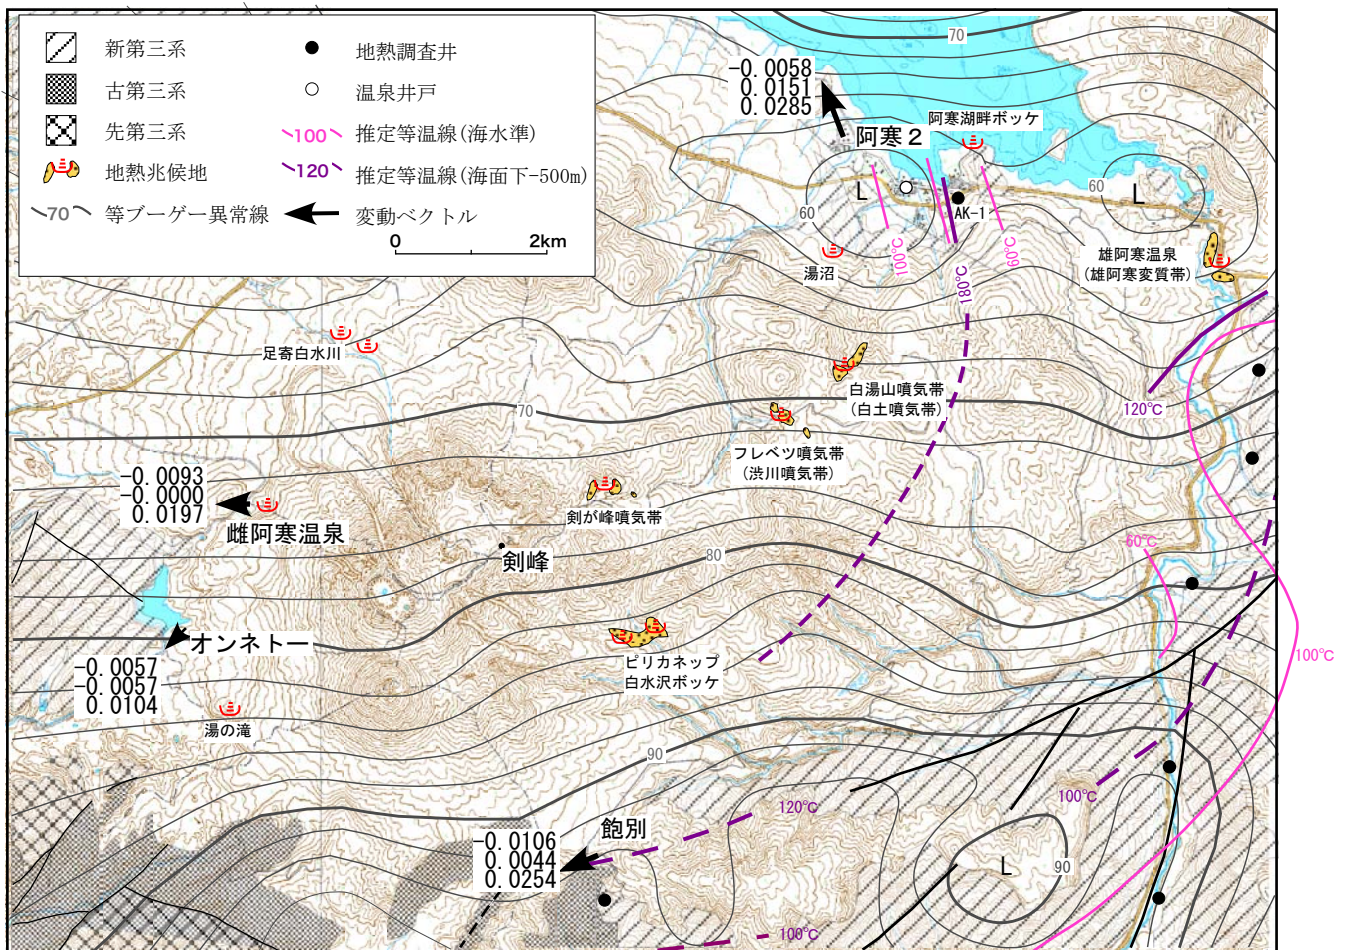 新第三系
古第三系
先第三系
地熱兆候地
70 等ブーゲー異常線
地熱調査井
温泉井戸
100 推定等温線(海水準)
120 推定等温線(海面下-500m)
変動ベクトル
0 2km
70
-0.0058
0.0151
0.0285
阿寒2
阿寒湖畔ボッケ
L
60
AK-1
60
L
100℃
60℃
180℃
湯沼
雄阿寒温泉
(雄阿寒変質帯)
足寄白水川
白湯山噴気帯
(白土噴気帯)
120℃
70
フレベツ噴気帯
(渋川噴気帯)
-0.0093
-0.0000
0.0197
雌阿寒温泉
剣が峰噴気帯
剣峰
80
60℃
オンネトー
-0.0057
-0.0057
0.0104
ピリカネップ
白水沢ボッケ
100℃
湯の滝
90
100℃
120℃
飽別
-0.0106
0.0044
0.0254
L
90
100℃